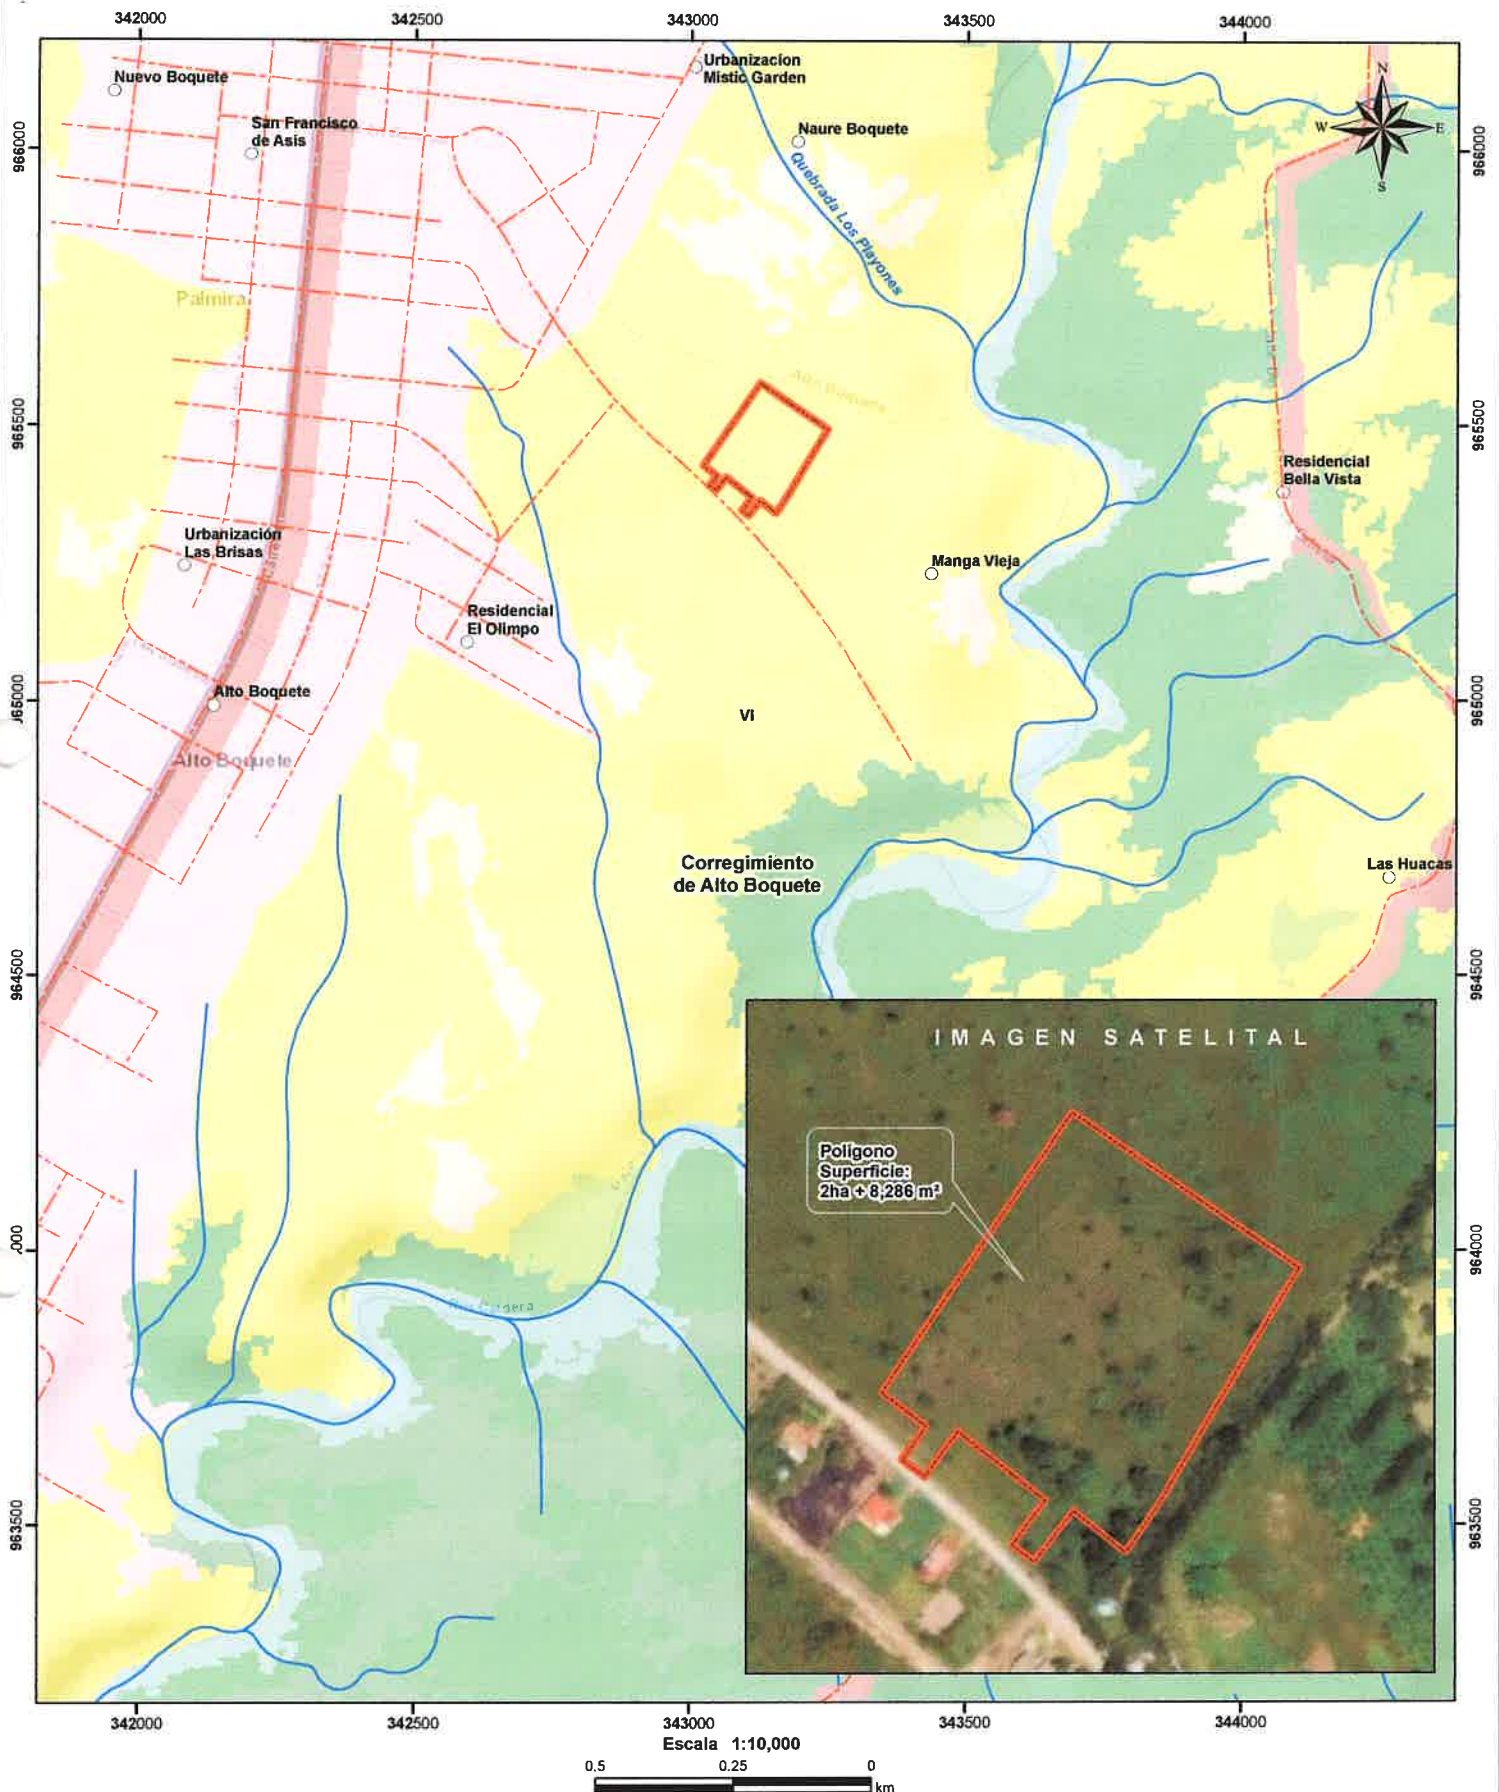 342000
342500
343000
343500
344000
Nuevo Boquete
Urbanizacion
Mistic Garden
San Francisco
de Asis
Naure Boquete
Quebrada Los Playones
N
W
E
S
966000
966000
Palmira
Alto Boquete
965500
965500
Residencial
Bella Vista
Urbanización
Las Brisas
Manga Vieja
Residencial
El Olimpo
965000
Alto Boquete
VI
965000
Alto Boquete
Corregimiento
de Alto Boquete
Las Huacas
964500
964500
IMAGEN SATELITAL
Polígono
Superficie:
2ha + 8,286 m²
000
964000
963500
963500
342000
342500
343000
343500
344000
Escala 1:10,000
0.5
0.25
0
km